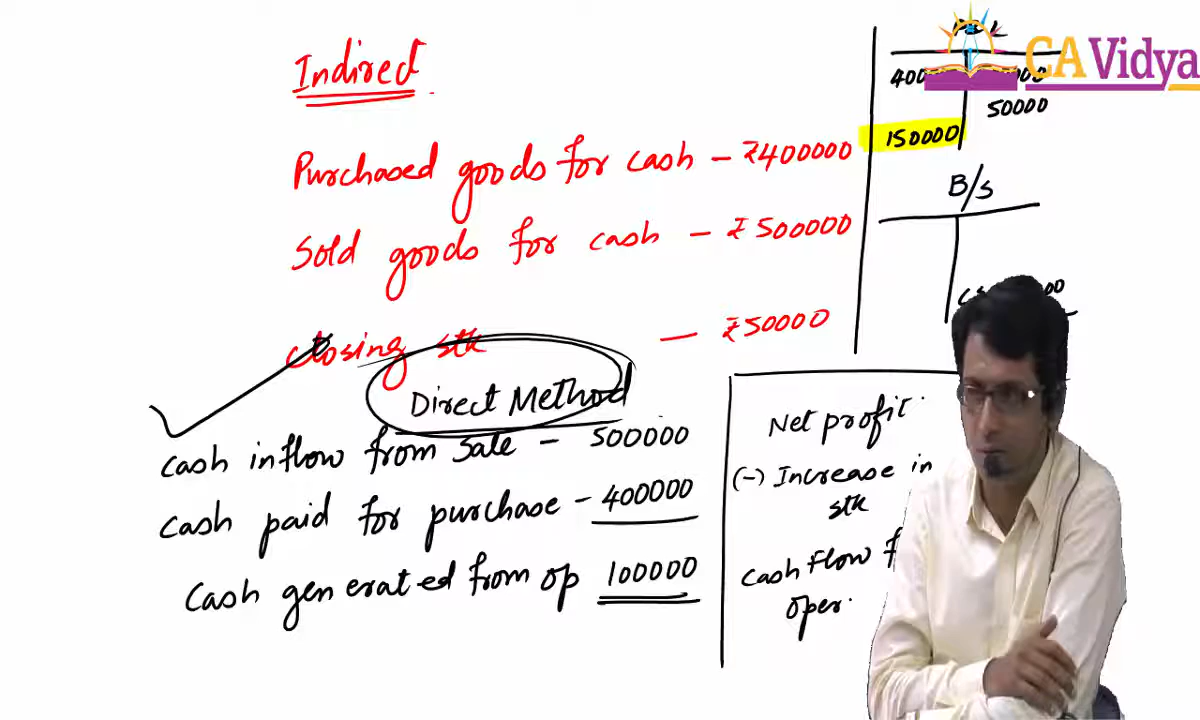 Indirect
CA Vidya
50000
150000
Purchased goods for cash - ₹400000
B/s
Sold goods for cash - ₹500000
closing stk - ₹50000
Direct Method
cash inflow from sale - 500000
cash paid for purchase - 400000
cash generated from op 100000
Net profit
(-) Increase in
stk
cash flow
oper.